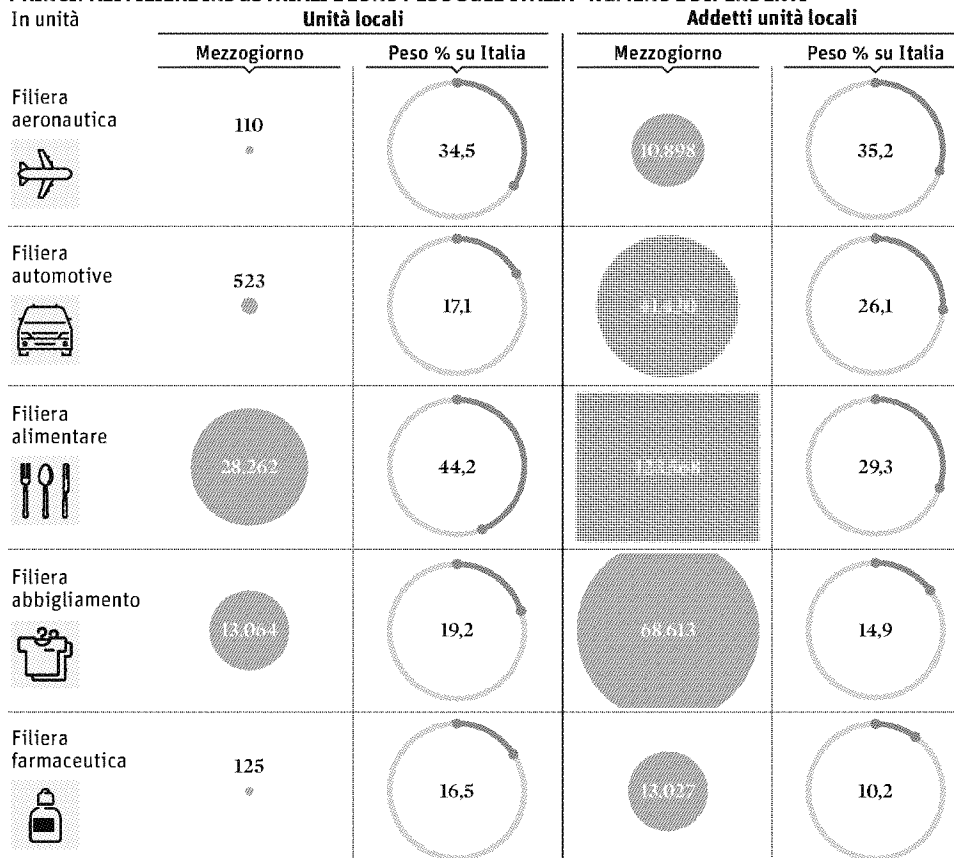 In unità
Unità locali
Addetti unità locali
Mezzogiorno
Peso % su Italia
Mezzogiorno
Peso % su Italia
Filiera
aeronautica
110
34,5
10.898
35,2
Filiera
automotive
523
17,1
26,1
Filiera
alimentare
28.262
44,2
29,3
Filiera
abbigliamento
13.064
19,2
68.613
14,9
Filiera
farmaceutica
125
16,5
13.027
10,2